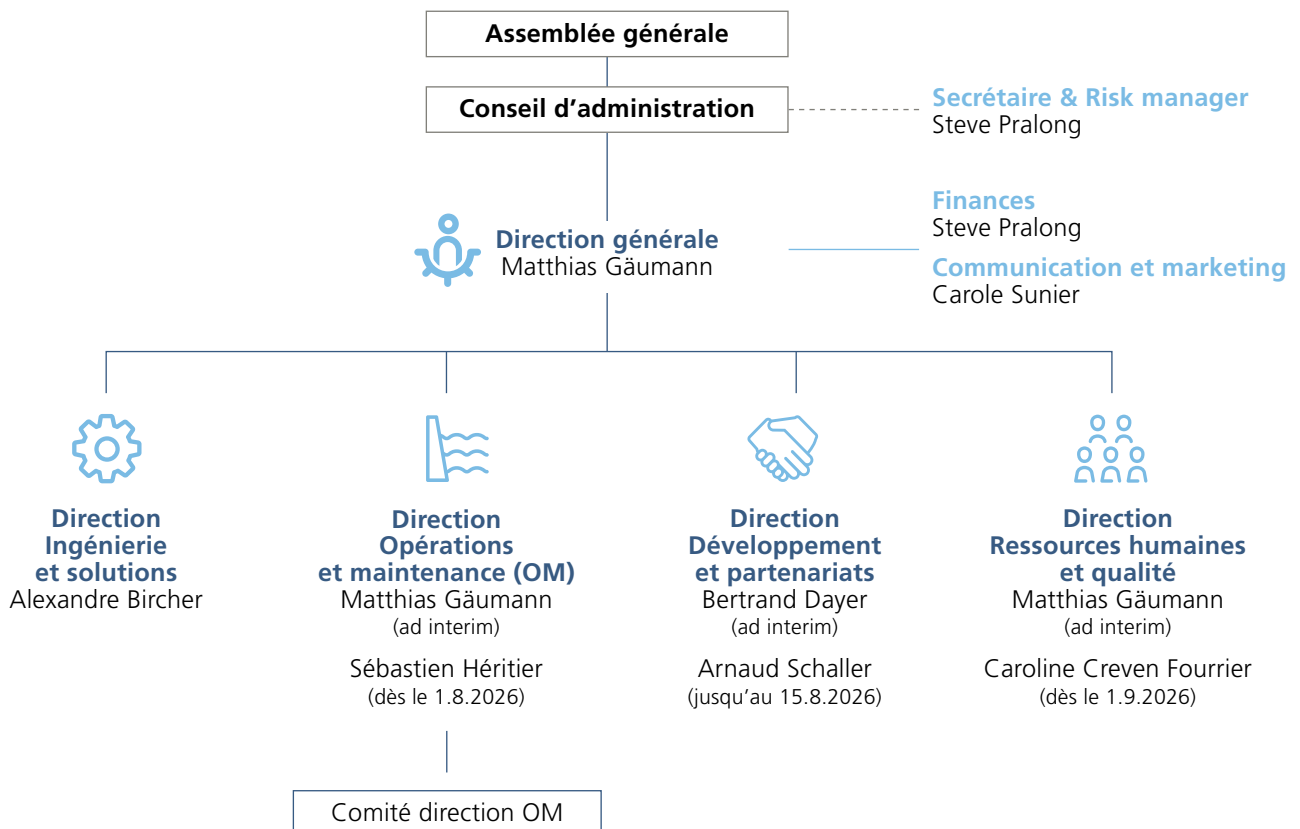 Assemblée générale
Conseil d'administration
Secrétaire & Risk manager
Steve Pralong
Finances
Steve Pralong
Direction générale
Matthias Gäumann
Communication et marketing
Carole Sunier
Direction
Ingénierie
et solutions
Alexandre Bircher
Direction
Opérations
et maintenance (OM)
Matthias Gäumann
(ad interim)
Sébastien Héritier
(dès le 1.8.2026)
Comité direction OM
Direction
Développement
et partenariats
Bertrand Dayer
(ad interim)
Arnaud Schaller
(jusqu'au 15.8.2026)
Direction
Ressources humaines
et qualité
Matthias Gäumann
(ad interim)
Caroline Creven Fourrier
(dès le 1.9.2026)